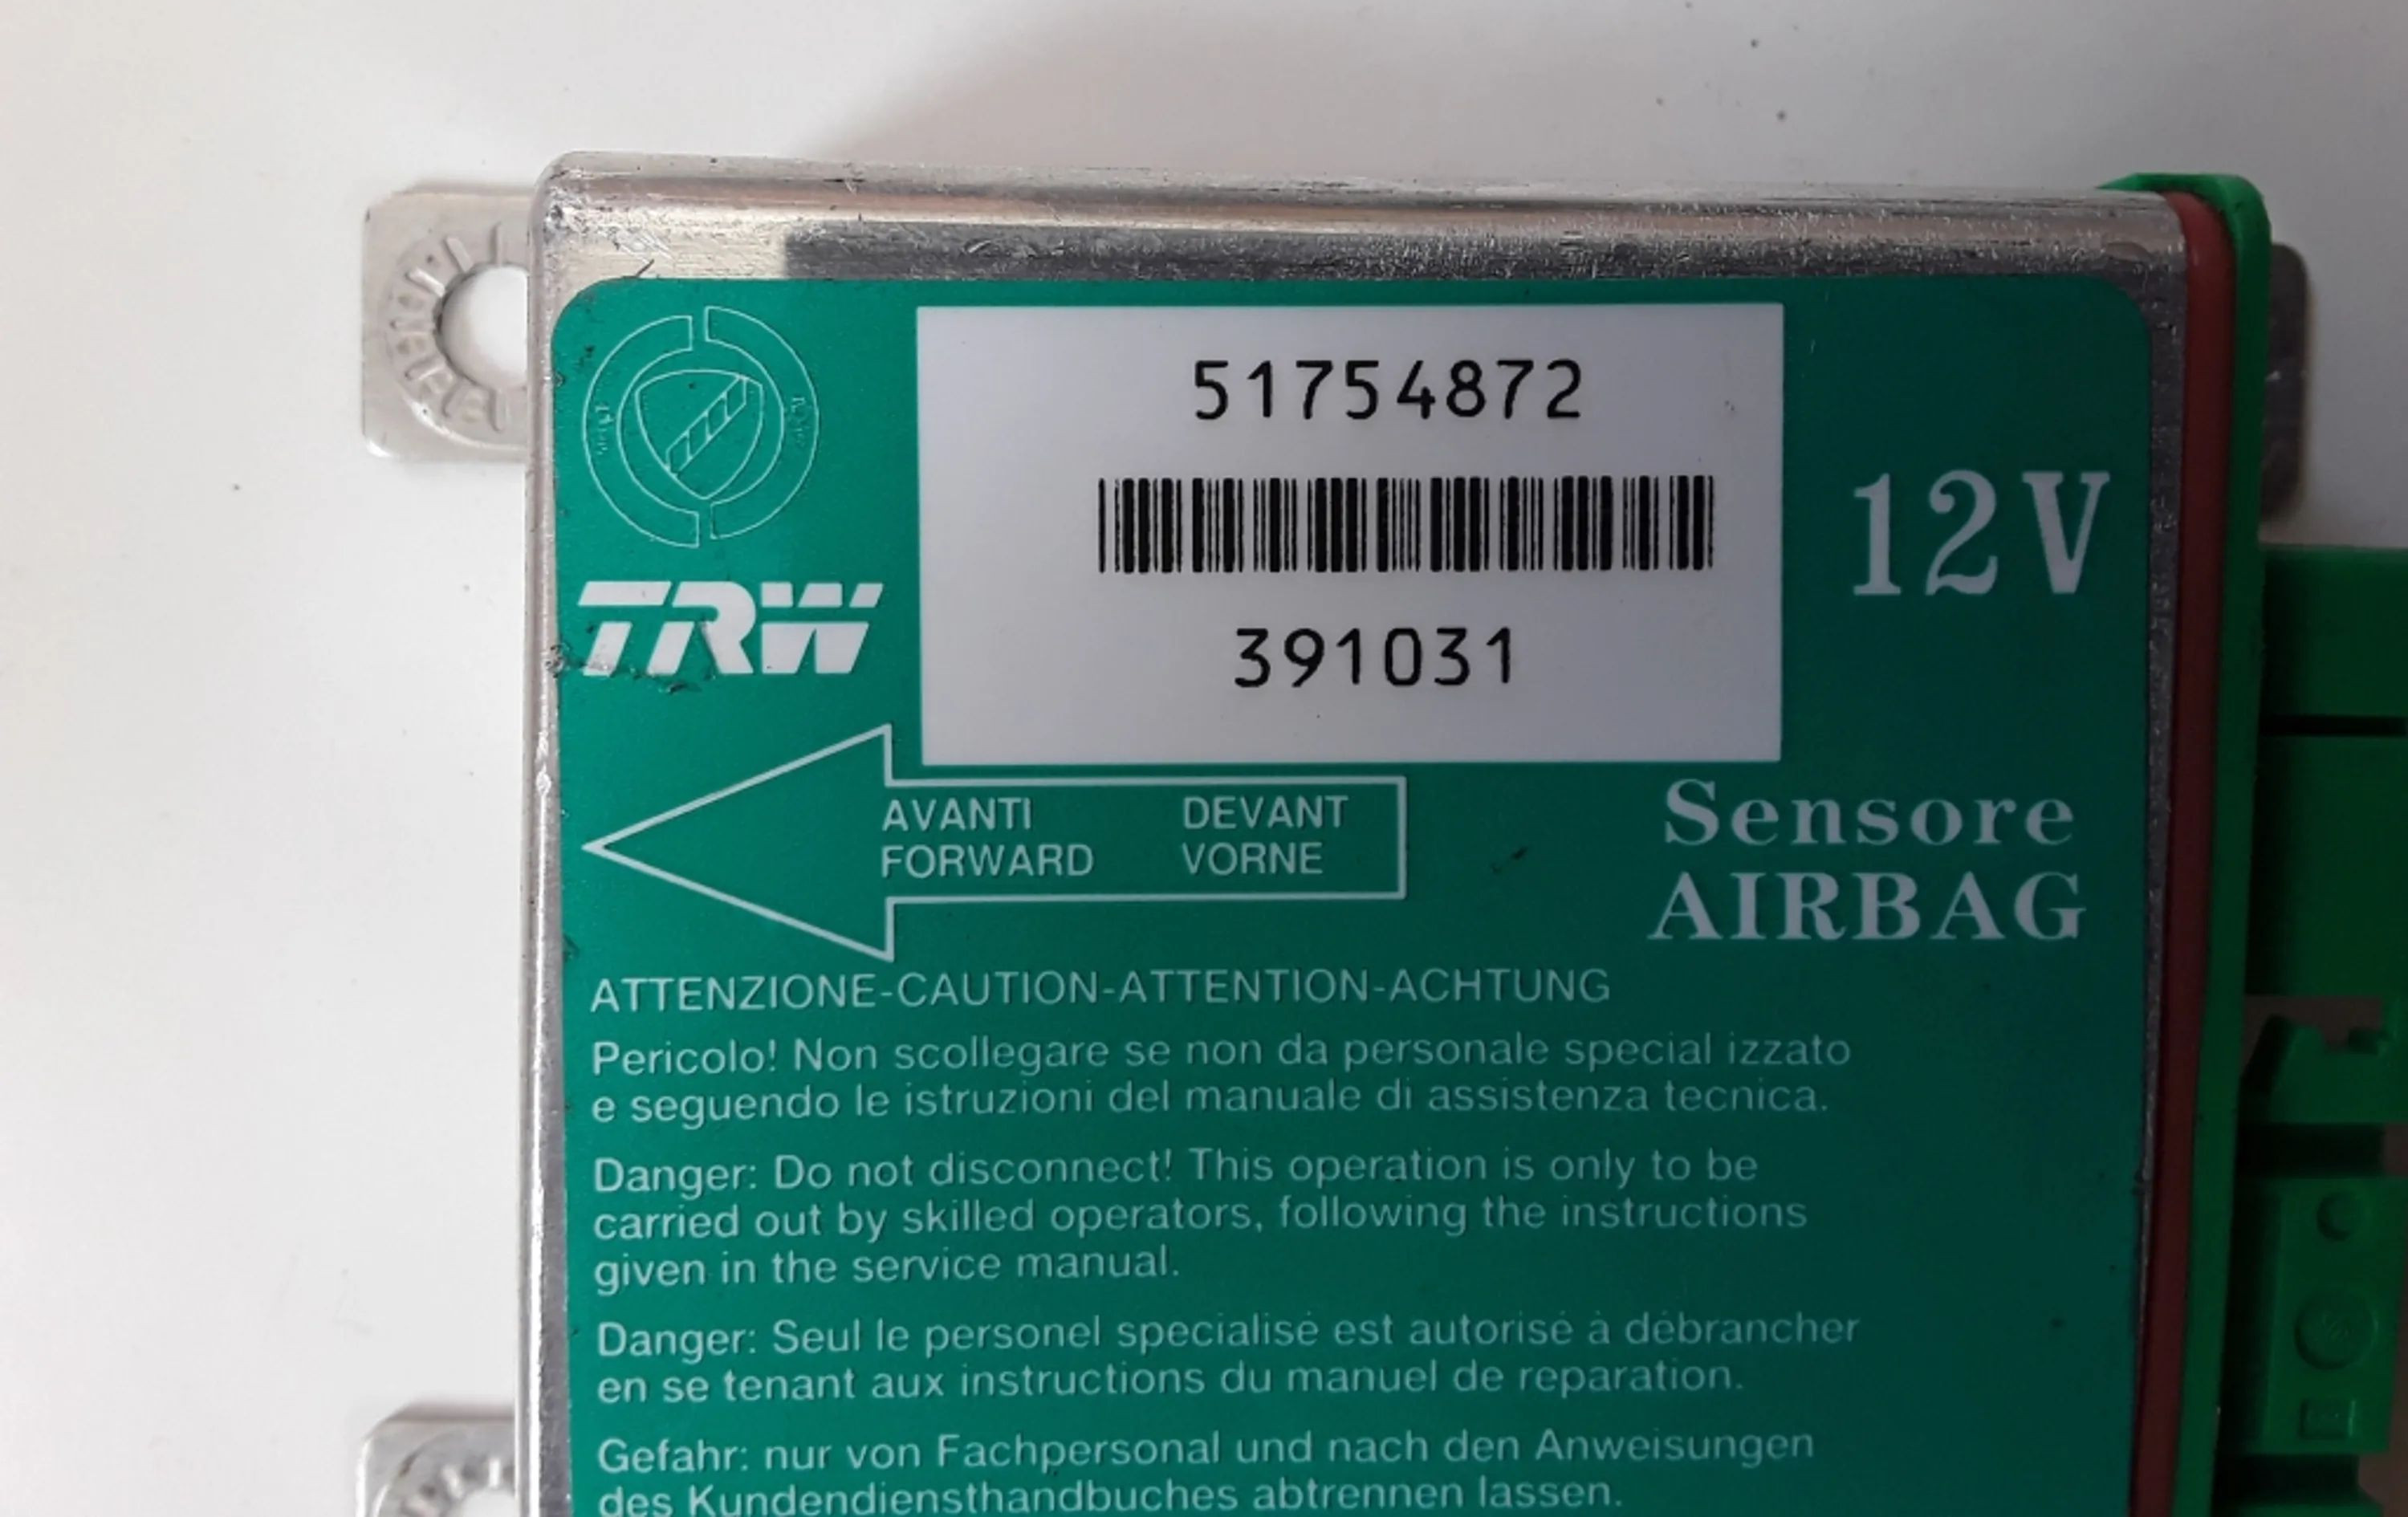 51754872
12V
TRW
391031
AVANTI DEVANT
FORWARD VORNE
Sensore
AIRBAG
ATTENZIONE-CAUTION-ATTENTION-ACHTUNG
Pericolo! Non scollegare se non da personale special izzato
e seguendo le istruzioni del manuale di assistenza tecnica.
Danger: Do not disconnect! This operation is only to be
carried out by skilled operators, following the instructions
given in the service manual.
Danger: Seul le personel specialisé est autorisé à débrancher
en se tenant aux instructions du manuel de reparation.
Gefahr: nur von Fachpersonal und nach den Anweisungen
des Kundendiensthandbuches abtrennen lassen.